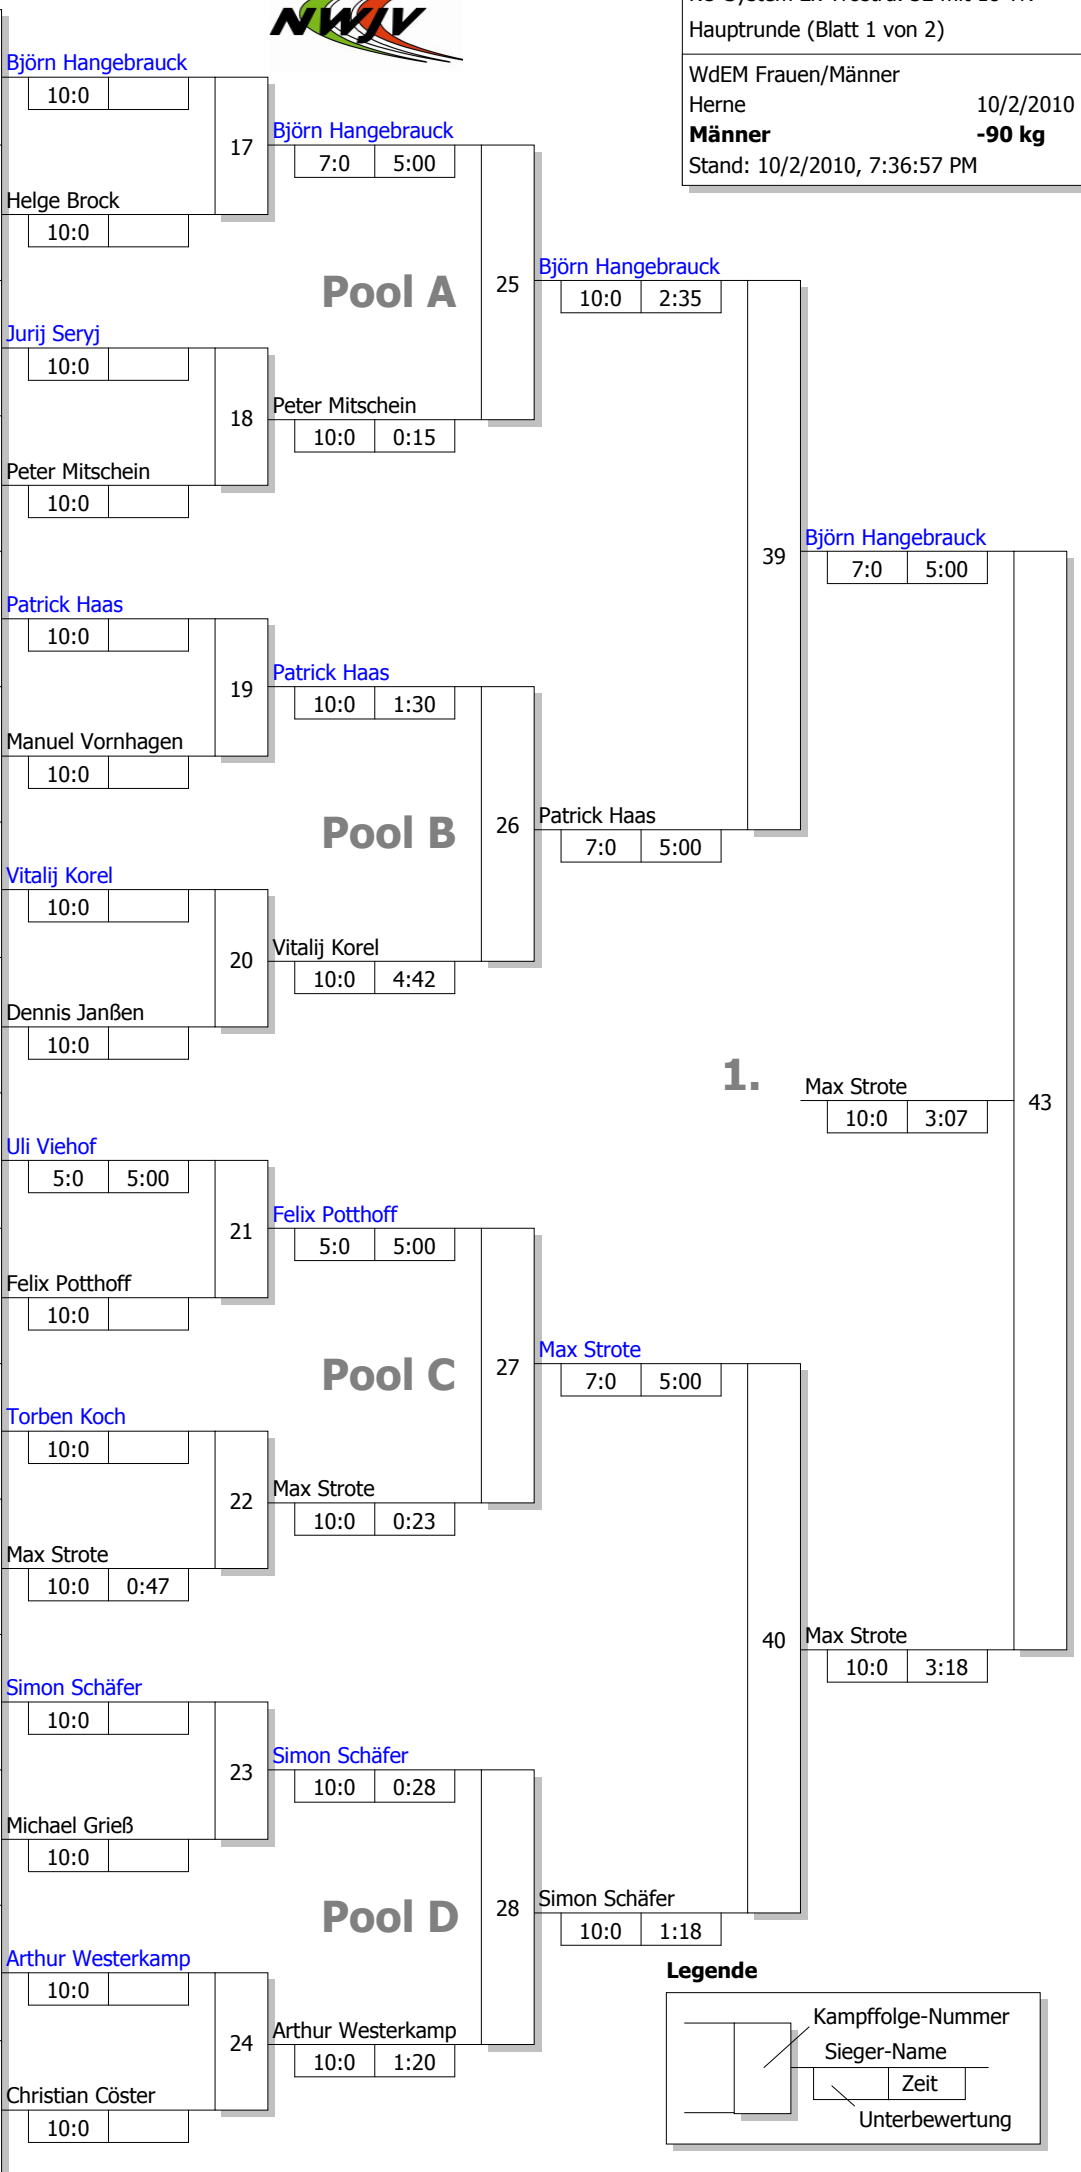 NWJV
Hauptrunde (Blatt 1 von 2)
WdEM Frauen/Männer
Herne 10/2/2010
Männer -90 kg
Stand: 10/2/2010, 7:36:57 PM
Björn Hangebrauck
10:0
17
Helge Brock
10:0
Björn Hangebrauck
7:0 5:00
Pool A
25
Jurij Seryj
10:0
18
Peter Mitschein
10:0
Peter Mitschein
10:0 0:15
Björn Hangebrauck
10:0 2:35
39
Patrick Haas
10:0
19
Manuel Vornhagen
10:0
Patrick Haas
10:0 1:30
Pool B
26
Vitalij Korel
10:0
20
Dennis Janßen
10:0
Vitalij Korel
10:0 4:42
Patrick Haas
7:0 5:00
Björn Hangebrauck
7:0 5:00
1.
Max Strote
10:0 3:07
43
Uli Viehof
5:0 5:00
21
Felix Potthoff
10:0
Felix Potthoff
5:0 5:00
Pool C
27
Torben Koch
10:0
22
Max Strote
10:0 0:47
Max Strote
10:0 0:23
Max Strote
7:0 5:00
40
Max Strote
10:0 3:18
Simon Schäfer
10:0
23
Michael Grieß
10:0
Simon Schäfer
10:0 0:28
Pool D
28
Arthur Westerkamp
10:0
24
Christian Cöster
10:0
Arthur Westerkamp
10:0 1:20
Simon Schäfer
10:0 1:18
Legende
Kampffolge-Nummer
Sieger-Name
Zeit
Unterbewertung